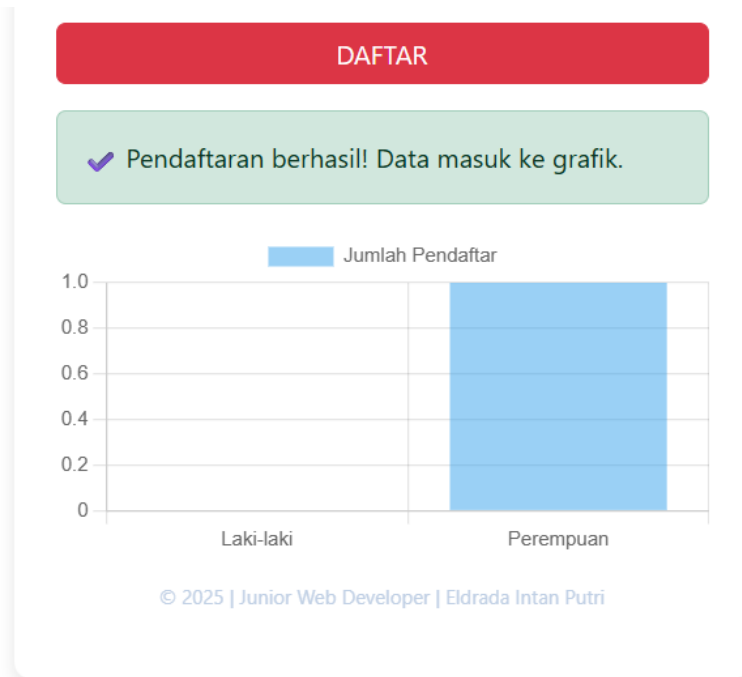 DAFTAR
Pendaftaran berhasil! Data masuk ke grafik.
Jumlah Pendaftar
1.0
0.8
0.6
0.4
0.2
0
Laki-laki Perempuan
© 2025 | Junior Web Developer | Eldrada Intan Putri